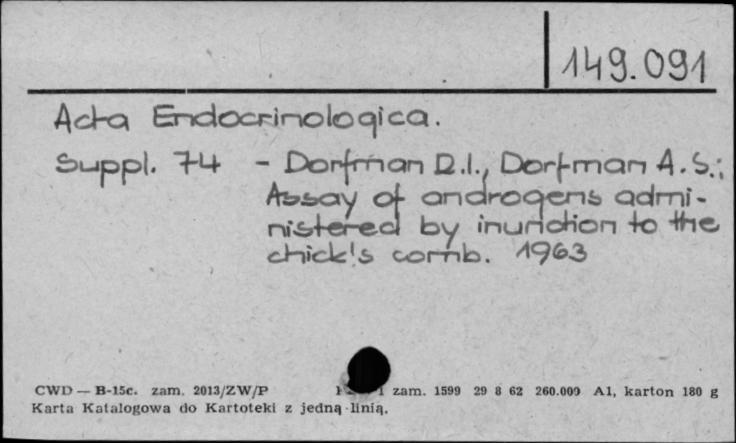 149.091
Acta Endocrinologica.
Suppl. 74 - Dorfman R.I., Dorfman A.S.:
Assay of androgens admi-
nistered by inunction to the
chick's comb. 1963
CWD — B-15c. zam. 2013/ZW/P zam. 1599 29 8 62 260.000 A1, karton 180 g
Karta Katalogowa do Kartoteki z jedną linią.